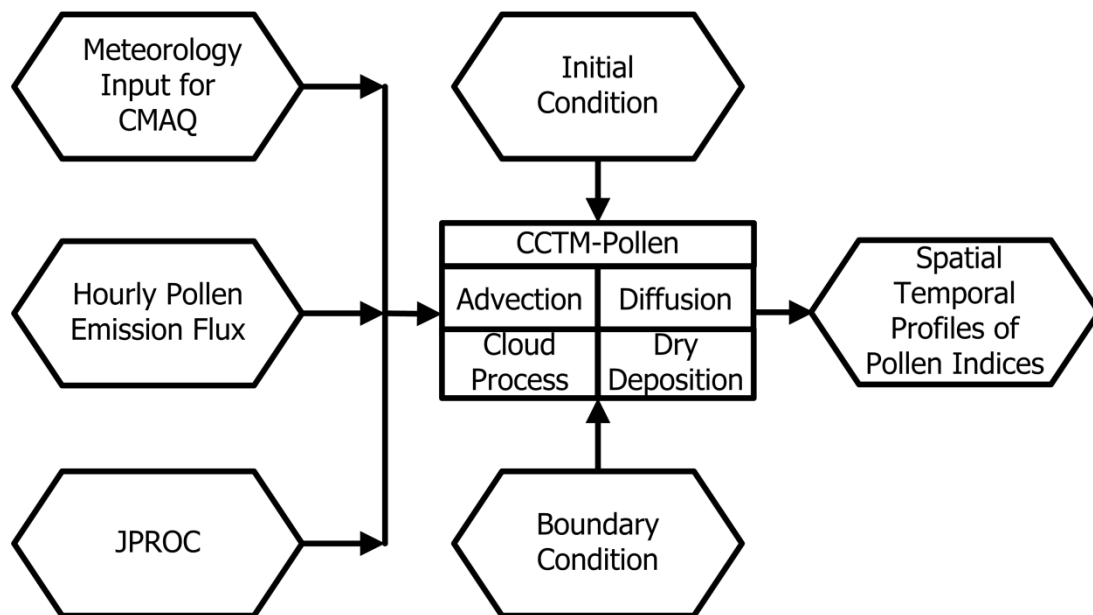 Meteorology
Input for
CMAQ
Initial
Condition
Hourly Pollen
Emission Flux
CCTM-Pollen
Advection
Diffusion
Cloud
Process
Dry
Deposition
Spatial
Temporal
Profiles of
Pollen Indices
JPROC
Boundary
Condition